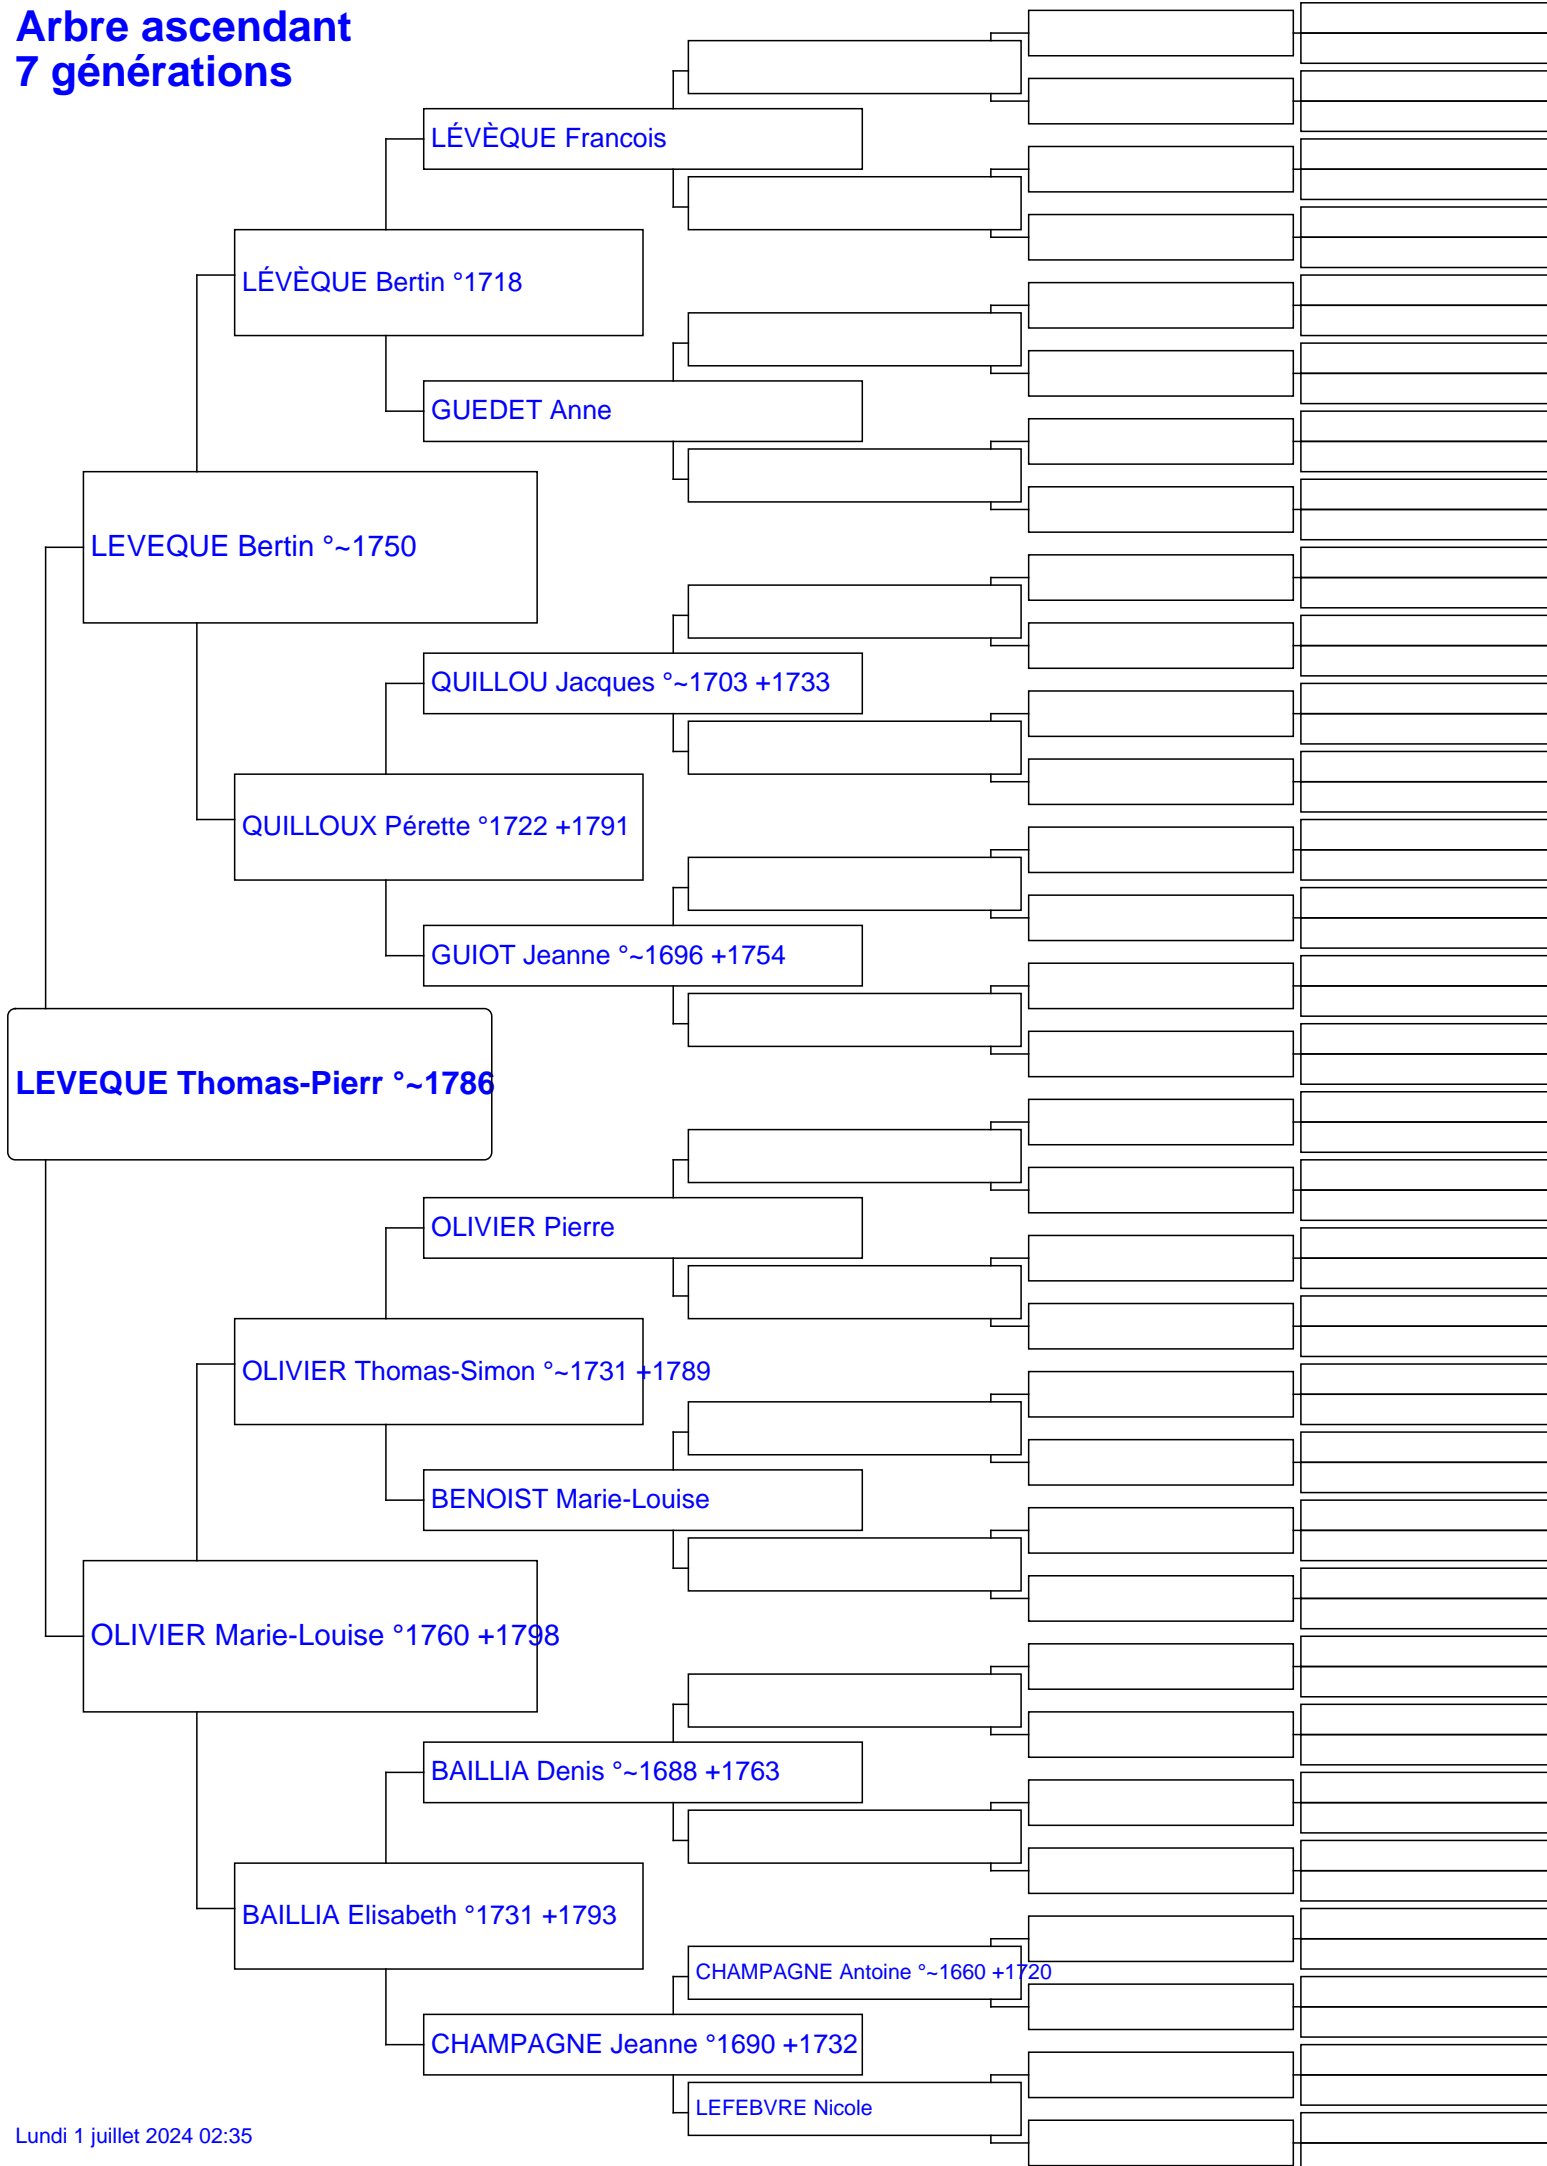 Arbre ascendant
7 générations
LÉVÈQUE Francois
LÉVÈQUE Bertin °1718
GUEDET Anne
LEVEQUE Bertin °~1750
QUILLOU Jacques °~1703 +1733
QUILLOUX Pérette °1722 +1791
GUIOT Jeanne °~1696 +1754
LEVEQUE Thomas-Pierr °~1786
OLIVIER Pierre
OLIVIER Thomas-Simon °~1731 +1789
BENOIST Marie-Louise
OLIVIER Marie-Louise °1760 +1798
BAILLIA Denis °~1688 +1763
BAILLIA Elisabeth °1731 +1793
CHAMPAGNE Antoine °~1660 +1720
CHAMPAGNE Jeanne °1690 +1732
LEFEBVRE Nicole
Lundi 1 juillet 2024 02:35